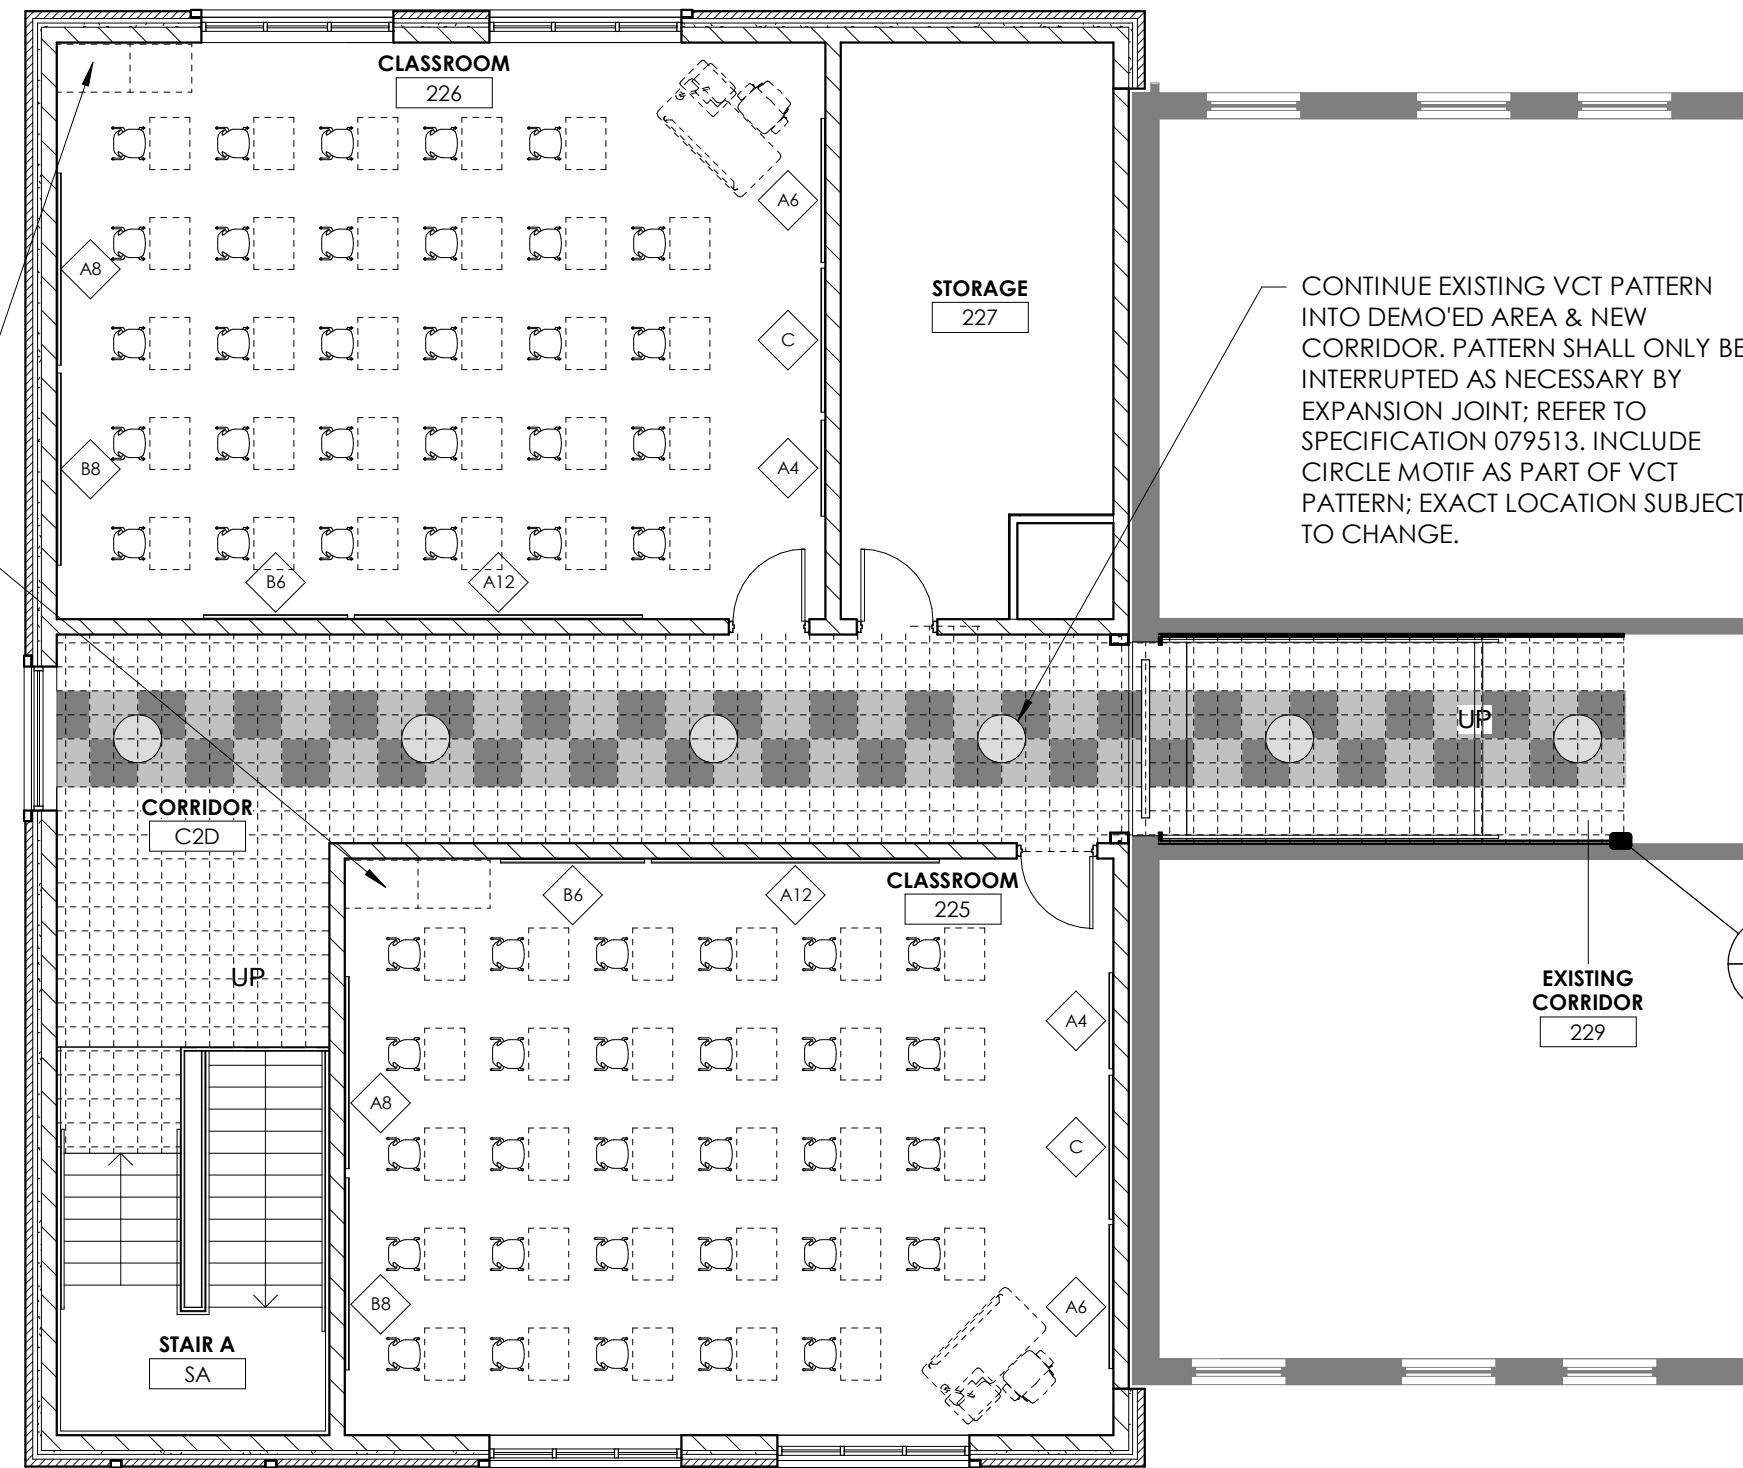 CLASSROOM
226
A6
A8
STORAGE
227
C
B8
A4
B6
A12
CONTINUE EXISTING VCT PATTERN
INTO DEMO'ED AREA & NEW
CORRIDOR. PATTERN SHALL ONLY BE
INTERRUPTED AS NECESSARY BY
EXPANSION JOINT; REFER TO
SPECIFICATION 079513. INCLUDE
CIRCLE MOTIF AS PART OF VCT
PATTERN; EXACT LOCATION SUBJECT
TO CHANGE.
UP
CORRIDOR
C2D
UP
B6
A12
CLASSROOM
225
A4
A8
C
B8
A6
EXISTING
CORRIDOR
229
STAIR A
SA